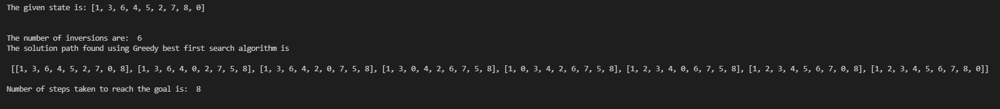 The given state is: [1, 3, 6, 4, 5, 2, 7, 8, 0]
The number of inversions are:  6
The solution path found using Greedy best first search algorithm is
[[1, 3, 6, 4, 5, 2, 7, 0, 8], [1, 3, 6, 4, 0, 2, 7, 5, 8], [1, 3, 6, 4, 2, 0, 7, 5, 8], [1, 3, 0, 4, 2, 6, 7, 5, 8], [1, 0, 3, 4, 2, 6, 7, 5, 8], [1, 2, 3, 4, 0, 6, 7, 5, 8], [1, 2, 3, 4, 5, 6, 7, 0, 8], [1, 2, 3, 4, 5, 6, 7, 8, 0]]
Number of steps taken to reach the goal is:  8